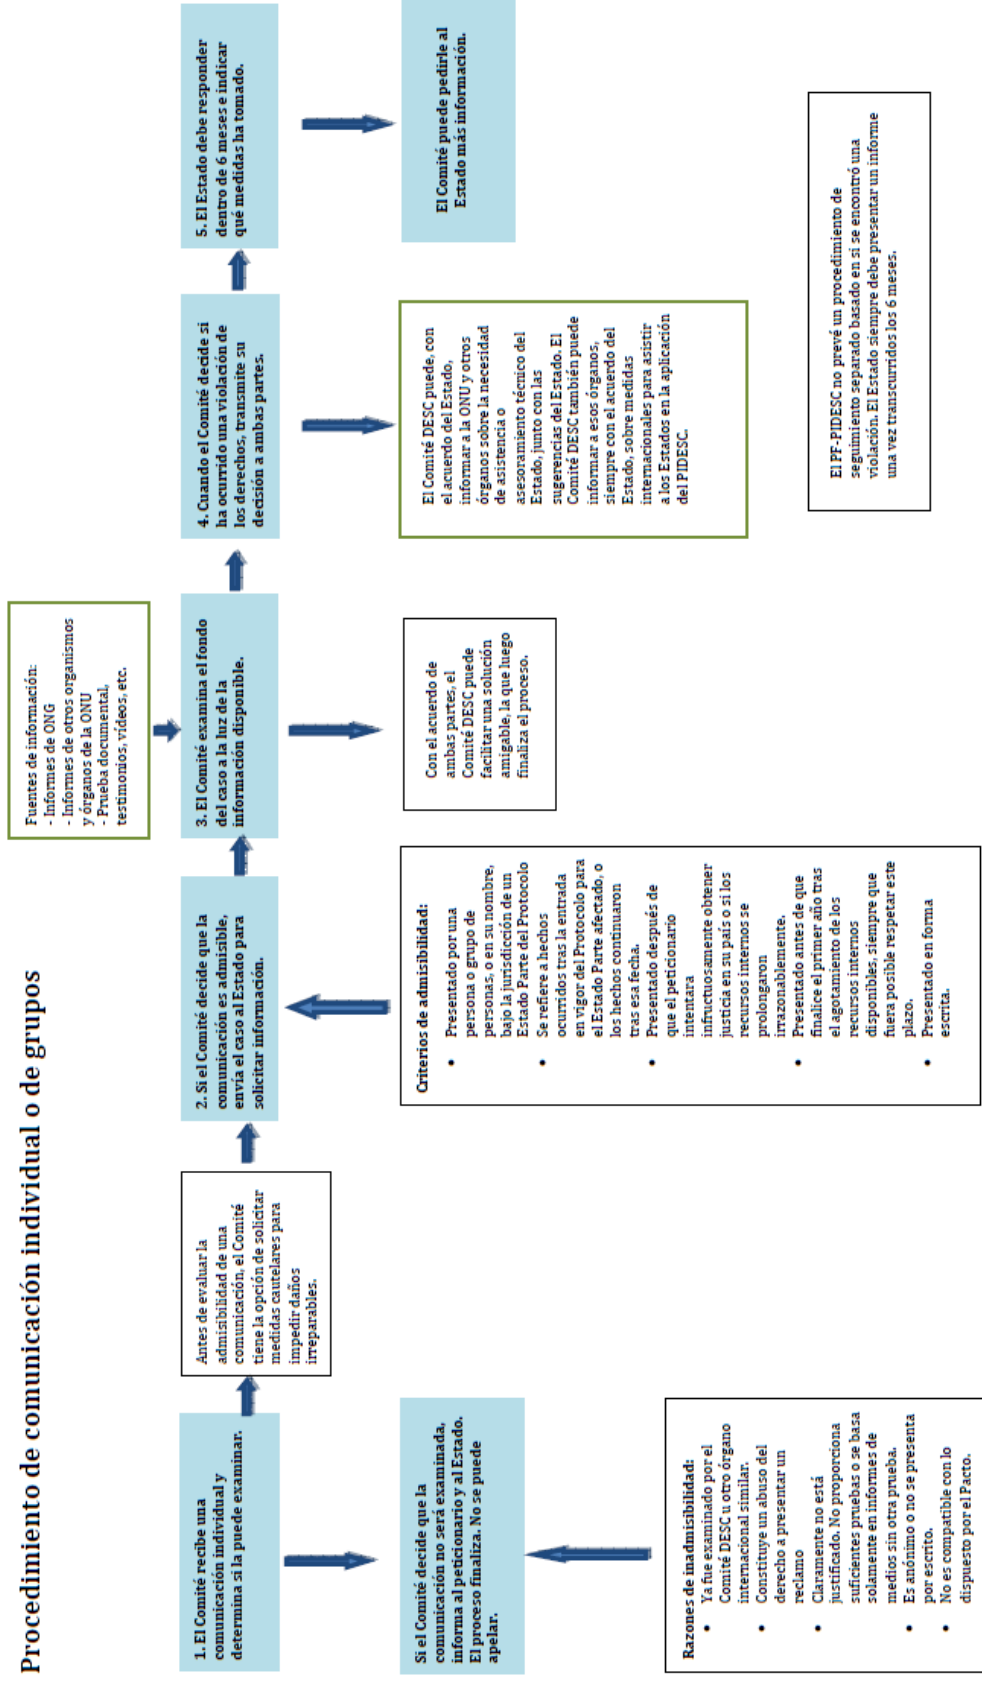 Procedimiento de comunicación individual o de grupos
1. El Comité recibe una
comunicación individual y
determina si la puede examinar.
Antes de evaluar la
admisibilidad de una
comunicación, el Comité
tiene la opción de solicitar
medidas cautelares para
impedir daños
irreparables.
2. Si el Comité decide que la
comunicación es admisible,
envía el caso al Estado para
solicitar información.
Fuentes de información:
- Informes de ONG
- Informes de otros organismos
y órganos de la ONU
- Prueba documental,
testimonios, vídeos, etc.
3. El Comité examina el fondo
del caso a la luz de la
información disponible.
4. Cuando el Comité decide si
ha ocurrido una violación de
los derechos, transmite su
decisión a ambas partes.
5. El Estado debe responder
dentro de 6 meses e indicar
qué medidas ha tomado.
Si el Comité decide que la
comunicación no será examinada,
informa al peticionario y al Estado.
El proceso finaliza. No se puede
apelar.
Razones de inadmisibilidad:
• Ya fue examinado por el
Comité DESC u otro órgano
internacional similar.
• Constituye un abuso del
derecho a presentar un
reclamo
• Claramente no está
justificado. No proporciona
suficientes pruebas o se basa
solamente en informes de
medios sin otra prueba.
• Es anónimo o no se presenta
por escrito.
• No es compatible con lo
dispuesto por el Pacto.
Criterios de admisibilidad:
• Presentado por una
persona o grupo de
personas, o en su nombre,
bajo la jurisdicción de un
Estado Parte del Protocolo
• Se refiere a hechos
ocurridos tras la entrada
en vigor del Protocolo para
el Estado Parte afectado, o
los hechos continuaron
tras esa fecha.
• Presentado después de
que el peticionario
intentara
infructuosamente obtener
justicia en su país o si los
recursos internos se
prolongaron
irrazonablemente.
• Presentado antes de que
finalice el primer año tras
el agotamiento de los
recursos internos
disponibles, siempre que
fuera posible respetar este
plazo.
• Presentado en forma
escrita.
Con el acuerdo de
ambas partes, el
Comité DESC puede
facilitar una solución
amigable, la que luego
finaliza el proceso.
El Comité DESC puede, con
el acuerdo del Estado,
informar a la ONU y otros
órganos sobre la necesidad
de asistencia o
asesoramiento técnico del
Estado, junto con las
sugerencias del Estado. El
Comité DESC también puede
informar a esos órganos,
siempre con el acuerdo del
Estado, sobre medidas
internacionales para asistir
a los Estados en la aplicación
del PIDESC.
El Comité puede pedirle al
Estado más información.
El PF-PIDESC no prevé un procedimiento de
seguimiento separado basado en si se encontró una
violación. El Estado siempre debe presentar un informe
una vez transcurridos los 6 meses.